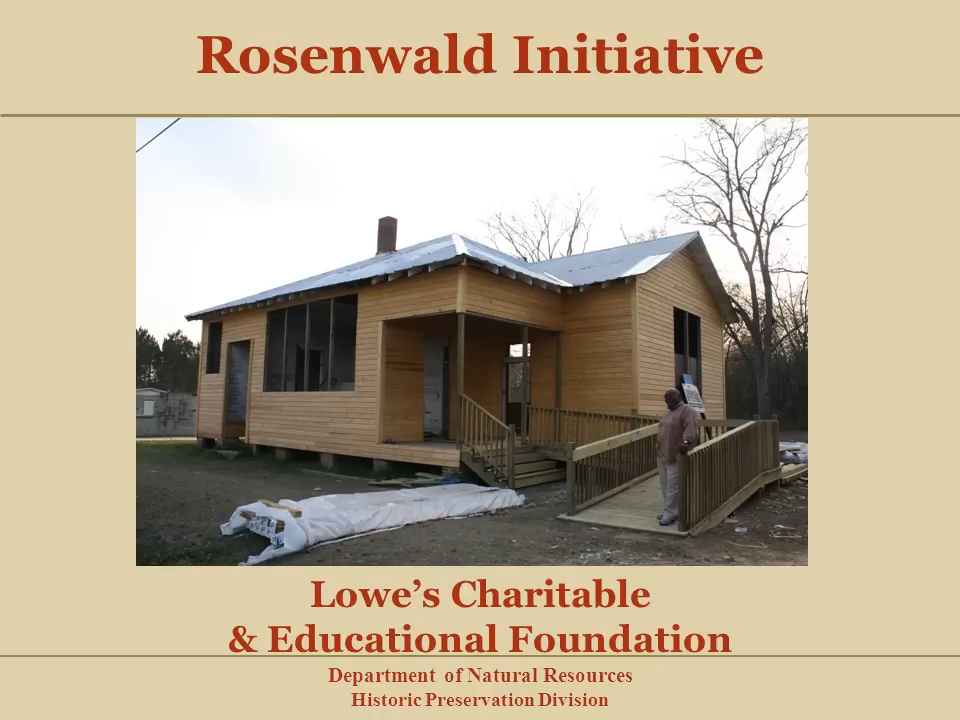 Rosenwald Initiative
Lowe’s Charitable
& Educational Foundation
Department of Natural Resources
Historic Preservation Division